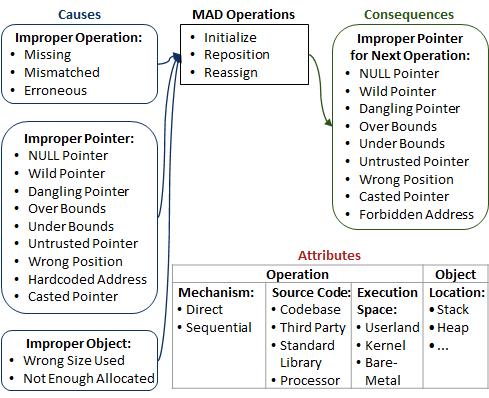 Causes
Improper Operation:
• Missing
• Mismatched
• Erroneous
Improper Pointer:
• NULL Pointer
• Wild Pointer
• Dangling Pointer
• Over Bounds
• Under Bounds
• Untrusted Pointer
• Wrong Position
• Hardcoded Address
• Casted Pointer
Improper Object:
• Wrong Size Used
• Not Enough Allocated
MAD Operations
• Initialize
• Reposition
• Reassign
Consequences
Improper Pointer
for Next Operation:
• NULL Pointer
• Wild Pointer
• Dangling Pointer
• Over Bounds
• Under Bounds
• Untrusted Pointer
• Wrong Position
• Casted Pointer
• Forbidden Address
Attributes
Operation
Mechanism:
• Direct
• Sequential
Source Code:
• Codebase
• Third Party
• Standard
Library
• Processor
Execution
Space:
• Userland
• Kernel
• Bare-
Metal
Object
Location:
• Stack
• Heap
• ...